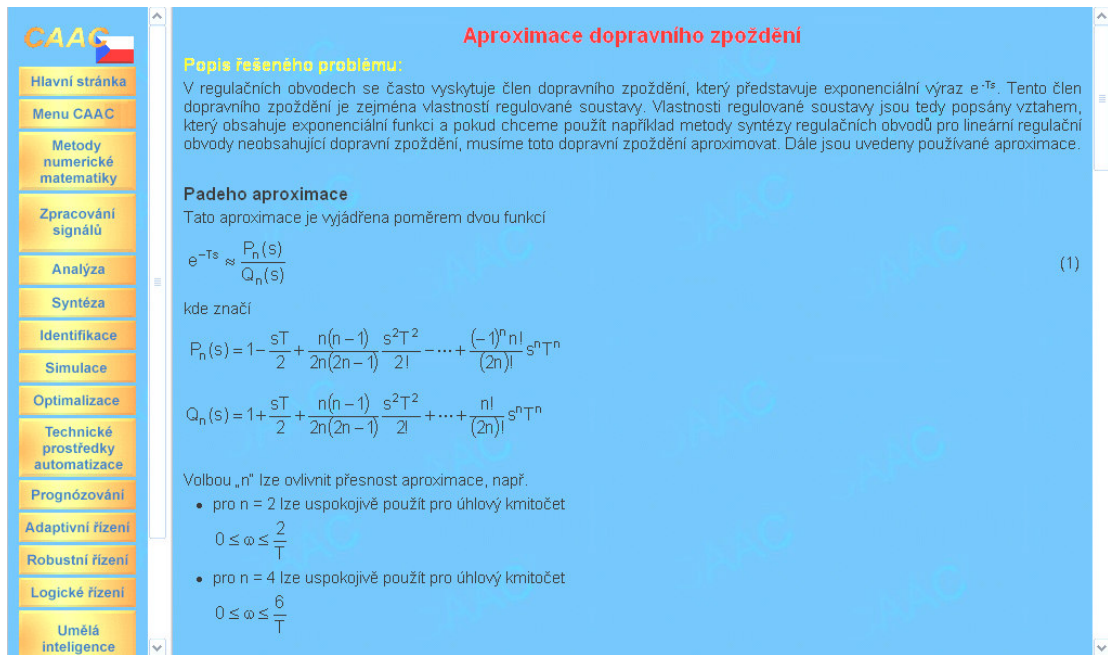 CAAC
Hlavní stránka
Menu CAAC
Metody
numerické
matematiky
Zpracování
signálů
Analýza
Syntéza
Identifikace
Simulace
Optimalizace
Technické
prostředky
automatizace
Prognózování
Adaptivní řízení
Robustní řízení
Logické řízení
Umělá
inteligence
Aproximace dopravního zpoždění
Popis řešeného problému:
V regulačních obvodech se často vyskytuje člen dopravního zpoždění, který představuje exponenciální výraz e^-Ts. Tento člen
dopravního zpoždění je zejména vlastností regulované soustavy. Vlastnosti regulované soustavy jsou tedy popsány vztahem,
který obsahuje exponenciální funkci a pokud chceme použít například metody syntézy regulačních obvodů pro lineární regulační
obvody neobsahující dopravní zpoždění, musíme toto dopravní zpoždění aproximovat. Dále jsou uvedeny používané aproximace.
Padeho aproximace
Tato aproximace je vyjádřena poměrem dvou funkcí
e^−Ts ≈ P_n(s) / Q_n(s) (1)
kde značí
P_n(s) = 1 − sT/2 + n(n − 1)/2n(2n − 1) s²T²/2! − ⋯ + (−1)^n n!/(2n)! s^n T^n
Q_n(s) = 1 + sT/2 + n(n − 1)/2n(2n − 1) s²T²/2! + ⋯ + n!/(2n)! s^n T^n
Volbou „n" lze ovlivnit přesnost aproximace, např.
• pro n = 2 lze uspokojivě použít pro úhlový kmitočet
0 ≤ ω ≤ 2/T
• pro n = 4 lze uspokojivě použít pro úhlový kmitočet
0 ≤ ω ≤ 6/T